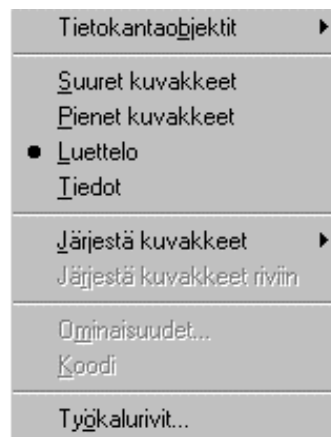 Tietokantaobjektit
Suuret kuvakkeet
Pienet kuvakkeet
Luettelo
Tiedot
Järjestä kuvakkeet
Järjestä kuvakkeet riviin
Ominaisuudet...
Koodi
Työkalurivit...